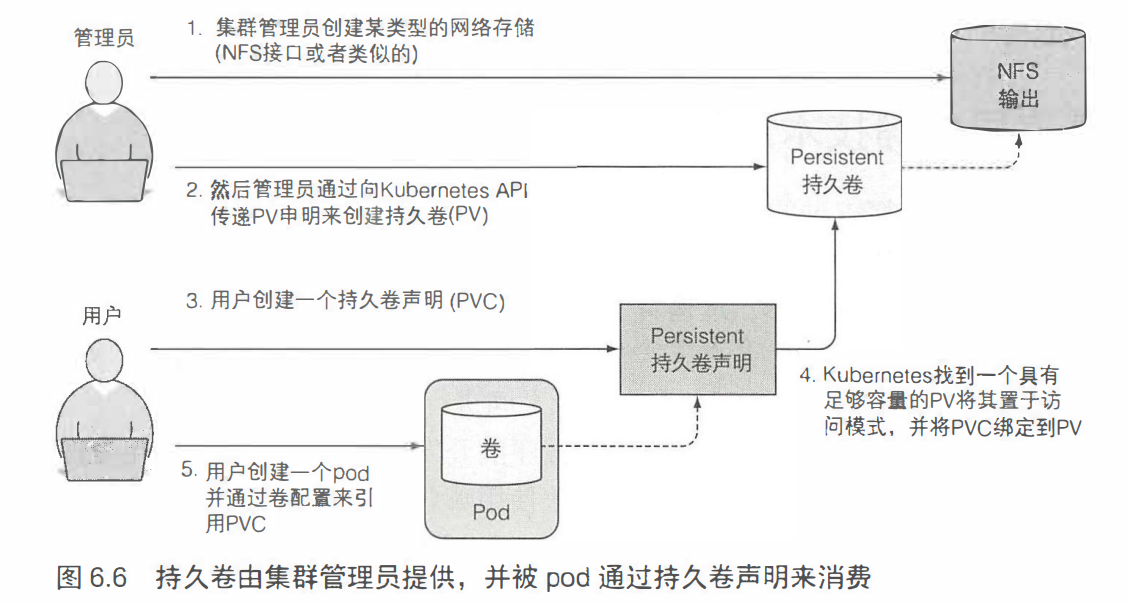 管理员
1. 集群管理员创建某类型的网络存储
(NFS接口或者类似的)
NFS
输出
Persistent
持久卷
2. 然后管理员通过向Kubernetes API
传递PV申明来创建持久卷(PV)
3. 用户创建一个持久卷声明 (PVC)
用户
Persistent
持久卷声明
4. Kubernetes找到一个具有
足够容量的PV将其置于访
问模式，并将PVC绑定到PV
卷
Pod
5. 用户创建一个pod
并通过卷配置来引
用PVC
图 6.6 持久卷由集群管理员提供，并被 pod 通过持久卷声明来消费